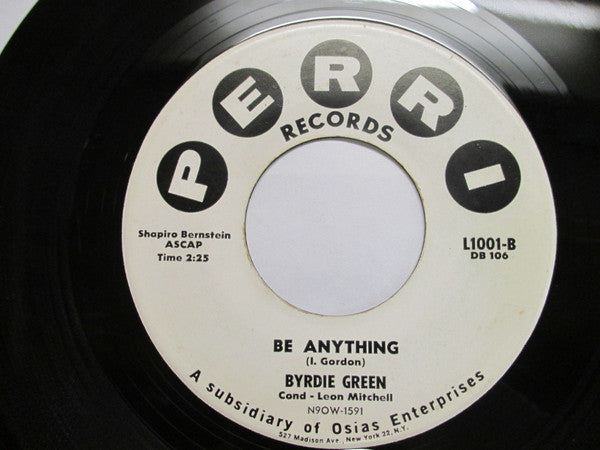 PERRI
RECORDS
Shapiro Bernstein
ASCAP
Time 2:25
L1001-B
DB 106
BE ANYTHING
(I. Gordon)
BYRDIE GREEN
Cond - Leon Mitchell
N9OW-1591
A subsidiary of Osias Enterprises
527 Madison Ave., New York 22, N.Y.